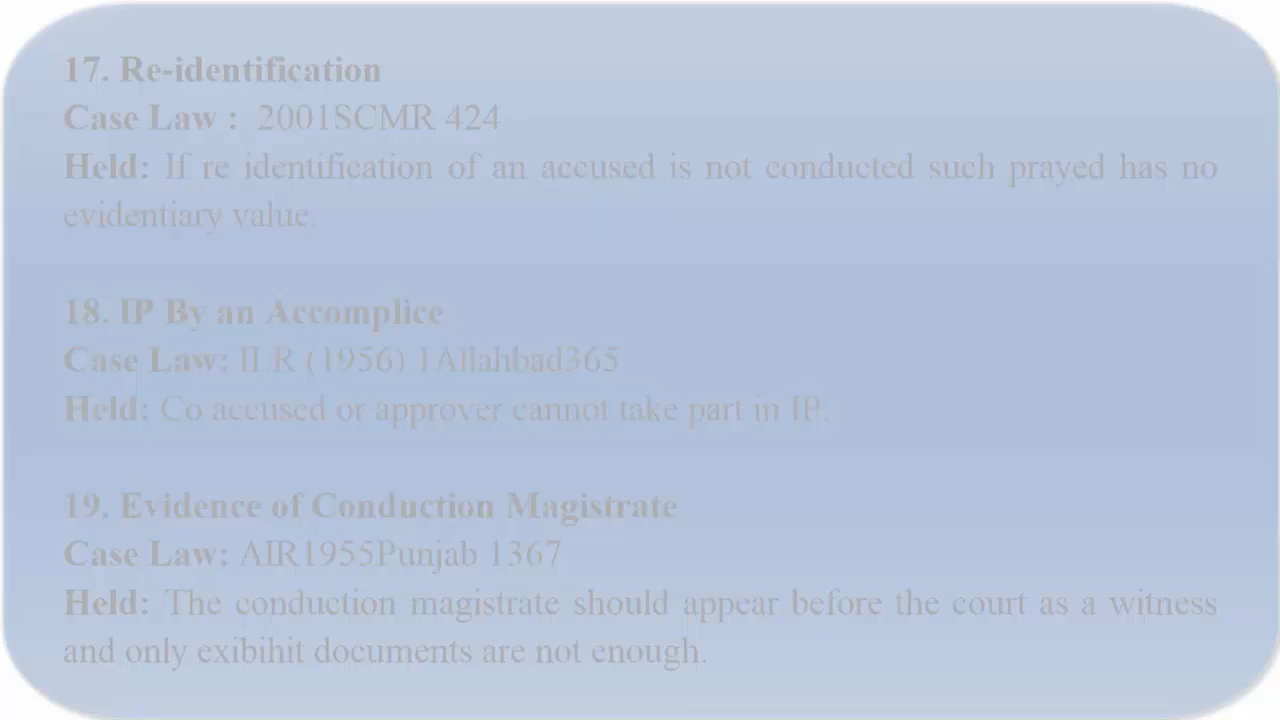 17. Re-identification
Case Law : 2001SCMR 424
Held: If re identification of an accused is not conducted such prayed has no
evidentiary value.
18. IP By an Accomplice
Case Law: II R (1956) 1Allahbad365
Held: Co accused or approver cannot take part in IP.
19. Evidence of Conduction Magistrate
Case Law: AIR1955Punjab 1367
Held: The conduction magistrate should appear before the court as a witness
and only exibihit documents are not enough.